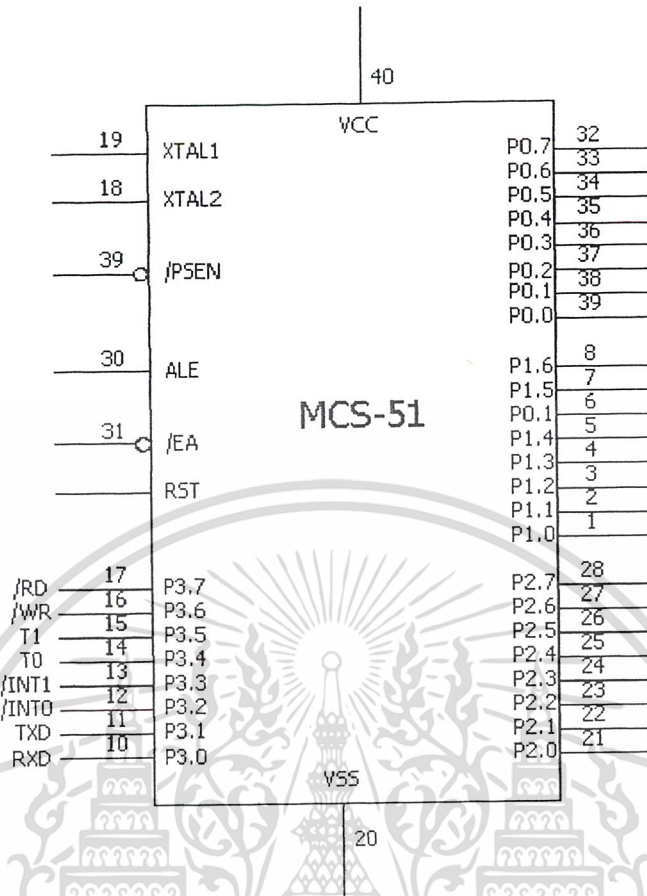 40
VCC
19 XTAL1
18 XTAL2
39 /PSEN
30 ALE
31 /EA
RST
/RD 17 P3.7
/WR 16 P3.6
T1 15 P3.5
T0 14 P3.4
/INT1 13 P3.3
/INT0 12 P3.2
TXD 11 P3.1
RXD 10 P3.0
MCS-51
P0.7 32
P0.6 33
P0.5 34
P0.4 35
P0.3 36
P0.2 37
P0.1 38
P0.0 39
P1.6 8
P1.5 7
P0.1 6
P1.4 5
P1.3 4
P1.2 3
P1.1 2
P1.0 1
P2.7 28
P2.6 27
P2.5 26
P2.4 25
P2.3 24
P2.2 23
P2.1 22
P2.0 21
VSS
20